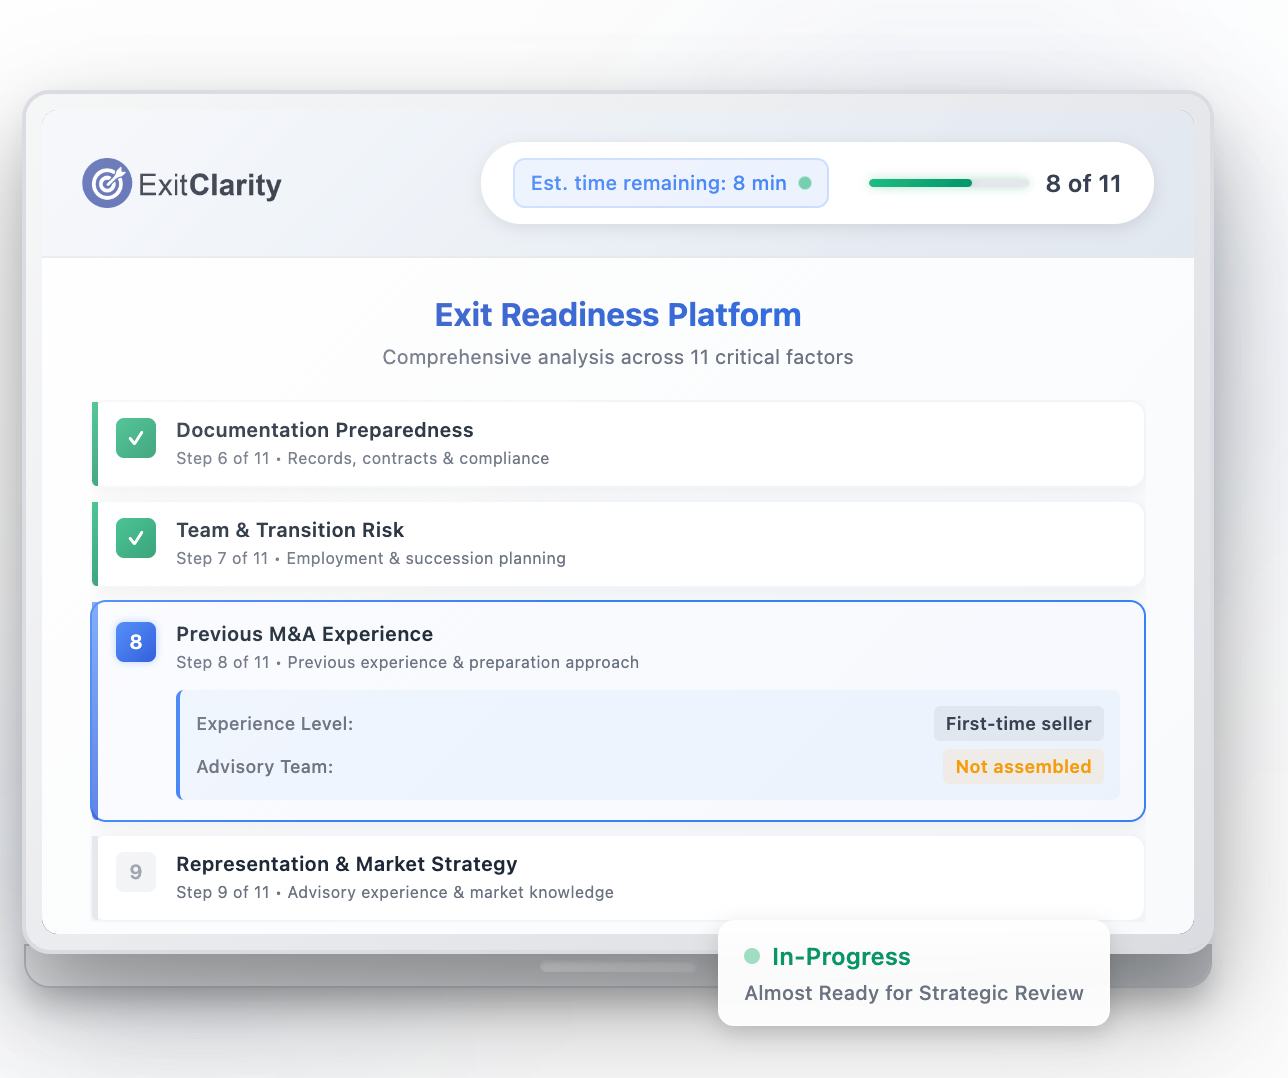 ExitClarity
Est. time remaining: 8 min
8 of 11
Exit Readiness Platform
Comprehensive analysis across 11 critical factors
Documentation Preparedness
Step 6 of 11 • Records, contracts & compliance
Team & Transition Risk
Step 7 of 11 • Employment & succession planning
8
Previous M&A Experience
Step 8 of 11 • Previous experience & preparation approach
Experience Level: First-time seller
Advisory Team: Not assembled
9
Representation & Market Strategy
Step 9 of 11 • Advisory experience & market knowledge
In-Progress
Almost Ready for Strategic Review